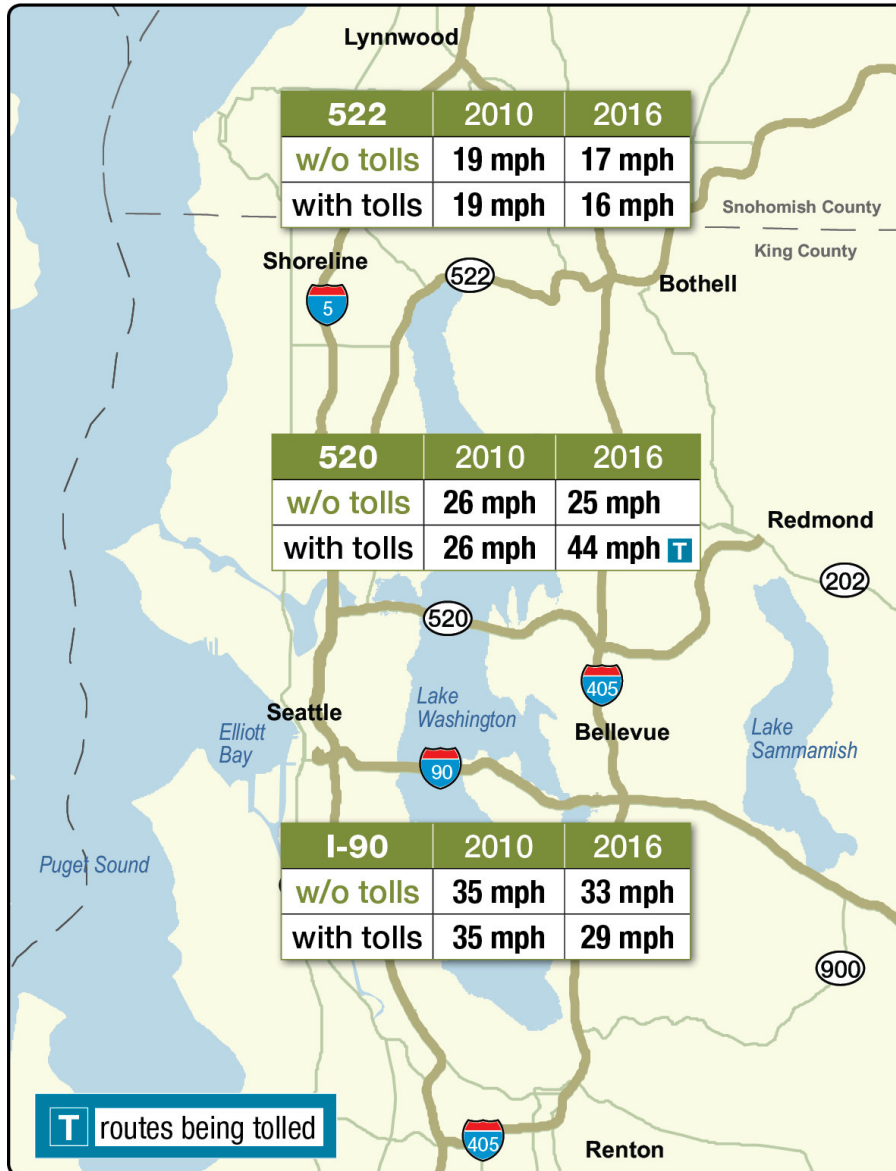 Lynnwood
522 2010 2016
w/o tolls 19 mph 17 mph
with tolls 19 mph 16 mph
Snohomish County
King County
Shoreline
522
Bothell
5
520 2010 2016
w/o tolls 26 mph 25 mph
with tolls 26 mph 44 mph T
Redmond
202
520
405
Seattle
Lake
Washington
Elliott
Bay
Bellevue
Lake
Sammamish
90
I-90 2010 2016
w/o tolls 35 mph 33 mph
with tolls 35 mph 29 mph
Puget Sound
900
T routes being tolled
405
Renton